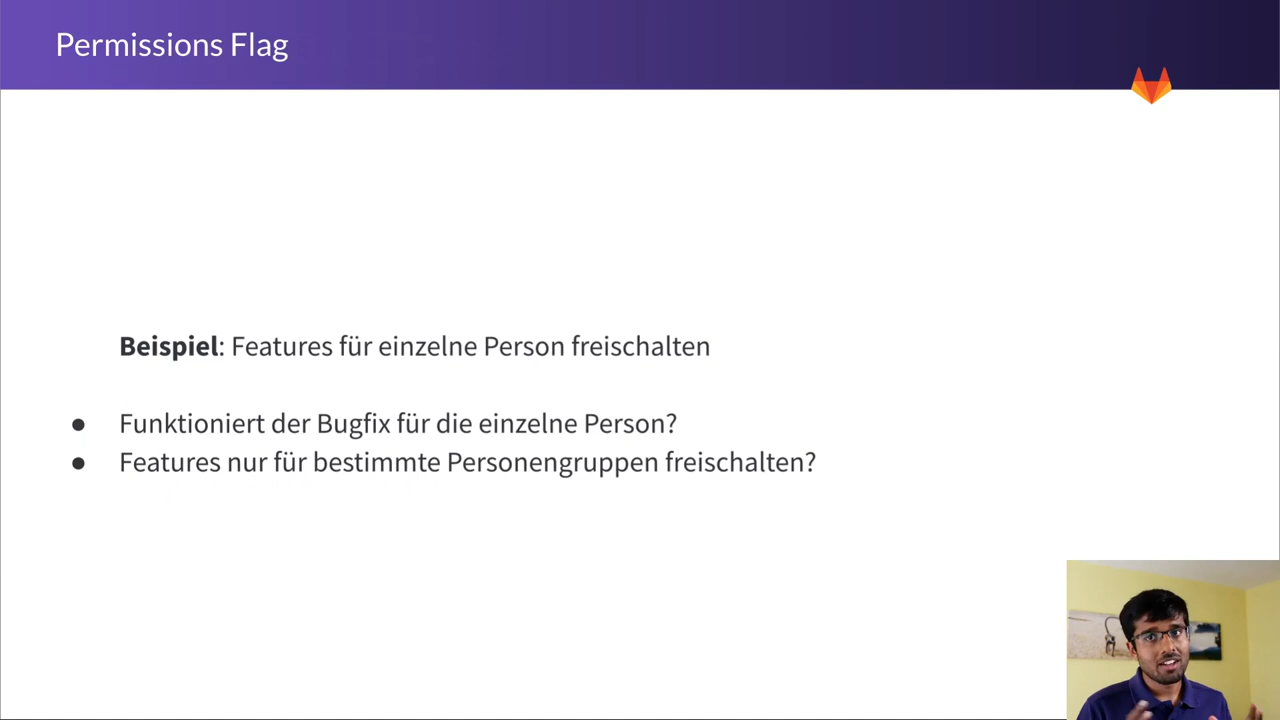 Permissions Flag
Beispiel: Features für einzelne Person freischalten
● Funktioniert der Bugfix für die einzelne Person?
● Features nur für bestimmte Personengruppen freischalten?